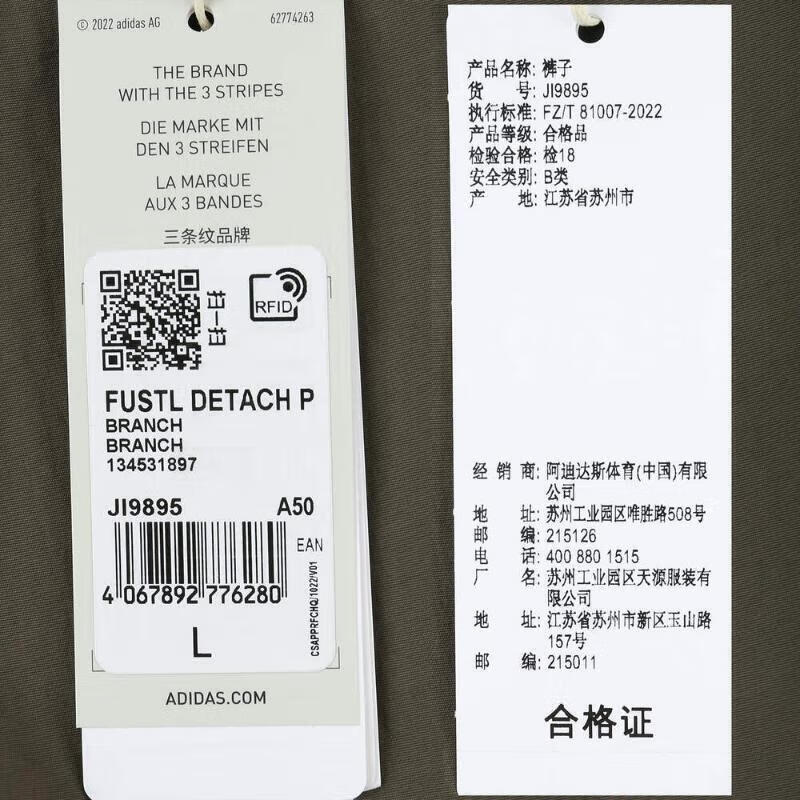 © 2022 adidas AG
62774263
THE BRAND
WITH THE 3 STRIPES
DIE MARKE MIT
DEN 3 STREIFEN
LA MARQUE
AUX 3 BANDES
三条纹品牌
扫一扫
RFID
FUSTL DETACH P
BRANCH
BRANCH
134531897
JI9895 A50
EAN
4 067892 776280
CSAPPRFCHQ/1022/V01
L
ADIDAS.COM
产品名称: 裤子
货 号: JI9895
执行标准: FZ/T 81007-2022
产品等级: 合格品
检验合格: 检18
安全类别: B类
产 地: 江苏省苏州市
经 销 商: 阿迪达斯体育(中国)有限
公司
地 址: 苏州工业园区唯胜路508号
邮 编: 215126
电 话: 400 880 1515
厂 名: 苏州工业园区天源服装有
限公司
地 址: 江苏省苏州市新区玉山路
157号
邮 编: 215011
合格证